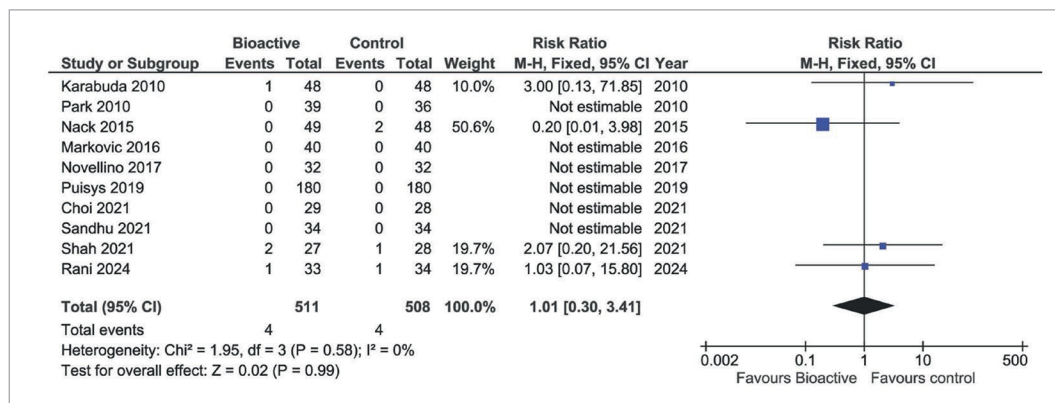 Bioactive Control Risk Ratio Risk Ratio
Study or Subgroup Events Total Events Total Weight M-H, Fixed, 95% CI Year M-H, Fixed, 95% CI
Karabuda 2010 1 48 0 48 10.0% 3.00 [0.13, 71.85] 2010
Park 2010 0 39 0 36 Not estimable 2010
Nack 2015 0 49 2 48 50.6% 0.20 [0.01, 3.98] 2015
Markovic 2016 0 40 0 40 Not estimable 2016
Novellino 2017 0 32 0 32 Not estimable 2017
Puisys 2019 0 180 0 180 Not estimable 2019
Choi 2021 0 29 0 28 Not estimable 2021
Sandhu 2021 0 34 0 34 Not estimable 2021
Shah 2021 2 27 1 28 19.7% 2.07 [0.20, 21.56] 2021
Rani 2024 1 33 1 34 19.7% 1.03 [0.07, 15.80] 2024
Total (95% CI) 511 508 100.0% 1.01 [0.30, 3.41]
Total events 4 4
Heterogeneity: Chi² = 1.95, df = 3 (P = 0.58); I² = 0%
Test for overall effect: Z = 0.02 (P = 0.99)
0.002 0.1 1 10 500
Favours Bioactive Favours control